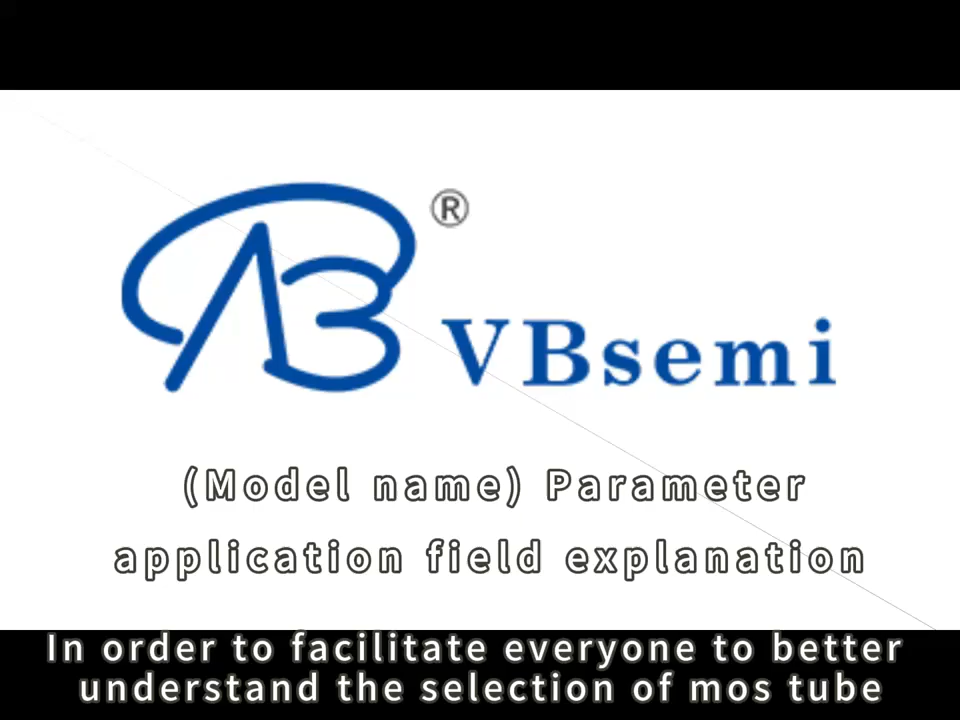 ®
VBsemi
(Model name) Parameter
application field explanation
In order to facilitate everyone to better
understand the selection of mos tube